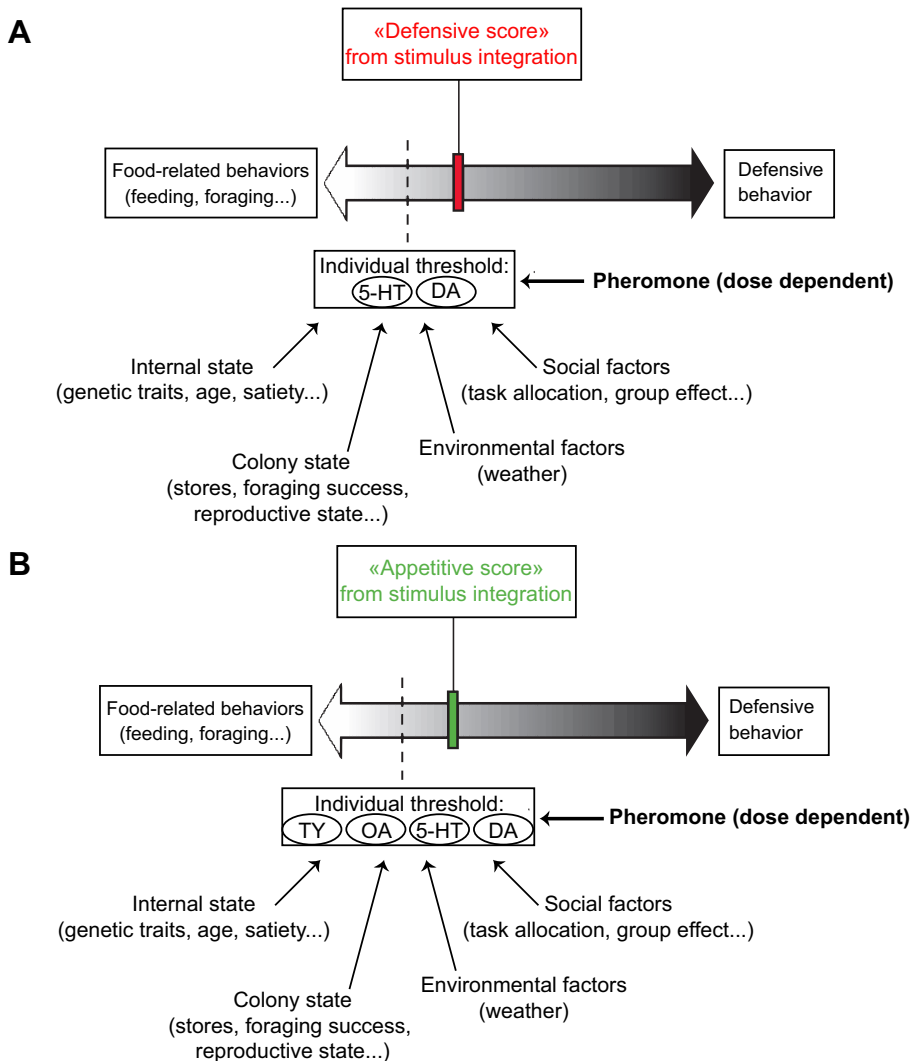 A
«Defensive score»
from stimulus integration
Food-related behaviors
(feeding, foraging...)
Defensive
behavior
Individual threshold:
5-HT DA
Pheromone (dose dependent)
Internal state
(genetic traits, age, satiety...)
Social factors
(task allocation, group effect...)
Colony state
(stores, foraging success,
reproductive state...)
Environmental factors
(weather)
B
«Appetitive score»
from stimulus integration
Food-related behaviors
(feeding, foraging...)
Defensive
behavior
Individual threshold:
TY OA 5-HT DA
Pheromone (dose dependent)
Internal state
(genetic traits, age, satiety...)
Social factors
(task allocation, group effect...)
Colony state
(stores, foraging success,
reproductive state...)
Environmental factors
(weather)